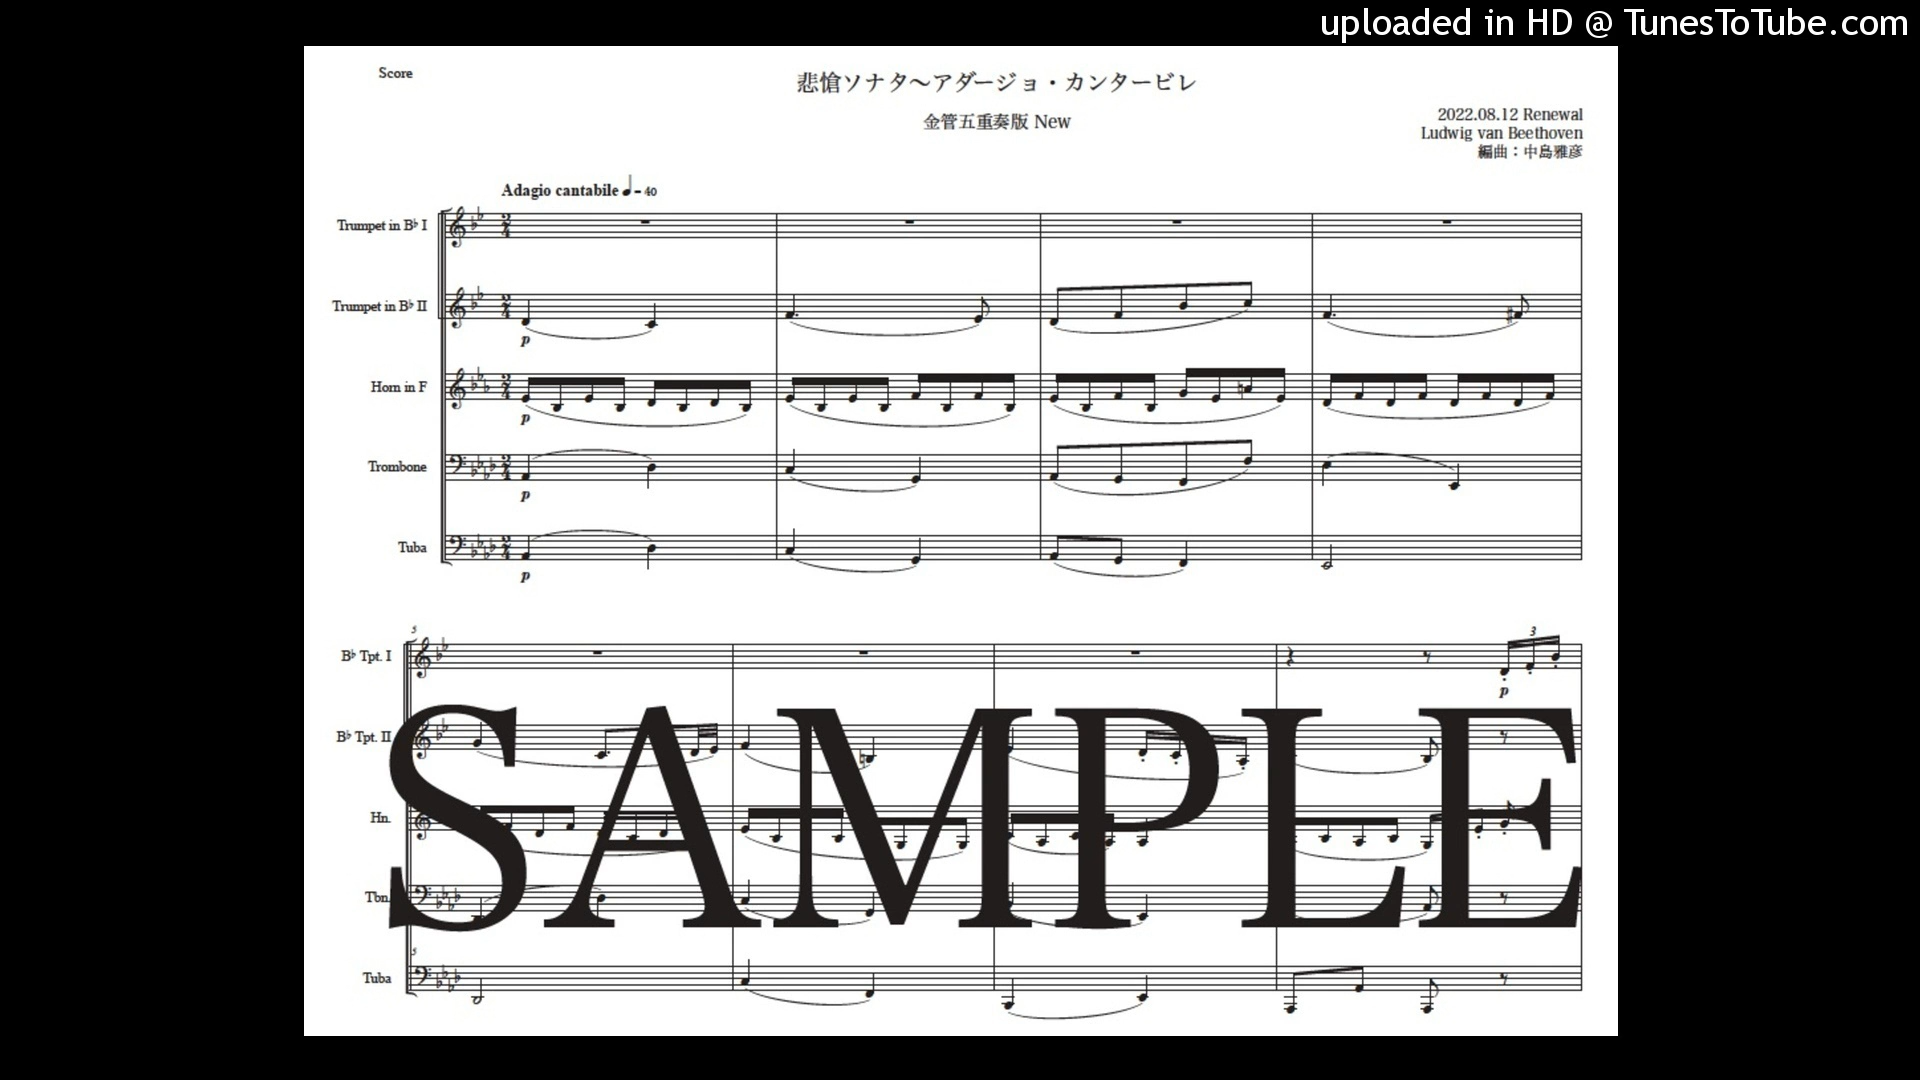 uploaded in HD @ TunesToTube.com
Score
悲愴ソナタ～アダージョ・カンタービレ
金管五重奏版 New
2022.08.12 Renewal
Ludwig van Beethoven
編曲：中島雅彦
Adagio cantabile ♩= 40
Trumpet in B♭ I
Trumpet in B♭ II
p
Horn in F
p
Trombone
p
Tuba
p
5
B♭ Tpt. I
3
p
B♭ Tpt. II
Hn.
Tbn.
5
Tuba
SAMPLE